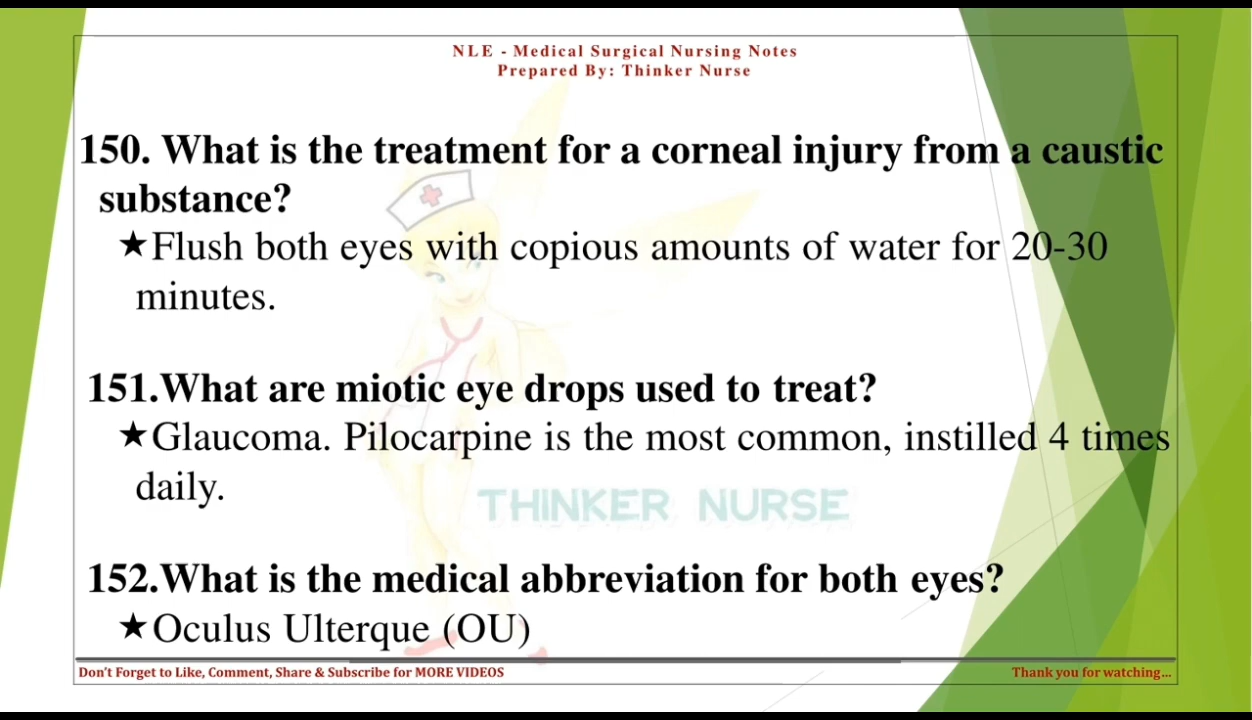 NLE - Medical Surgical Nursing Notes
Prepared By: Thinker Nurse
150. What is the treatment for a corneal injury from a caustic
substance?
★Flush both eyes with copious amounts of water for 20-30
minutes.
151.What are miotic eye drops used to treat?
★Glaucoma. Pilocarpine is the most common, instilled 4 times
daily.
THINKER NURSE
152.What is the medical abbreviation for both eyes?
★Oculus Ulterque (OU)
Don't Forget to Like, Comment, Share & Subscribe for MORE VIDEOS
Thank you for watching...